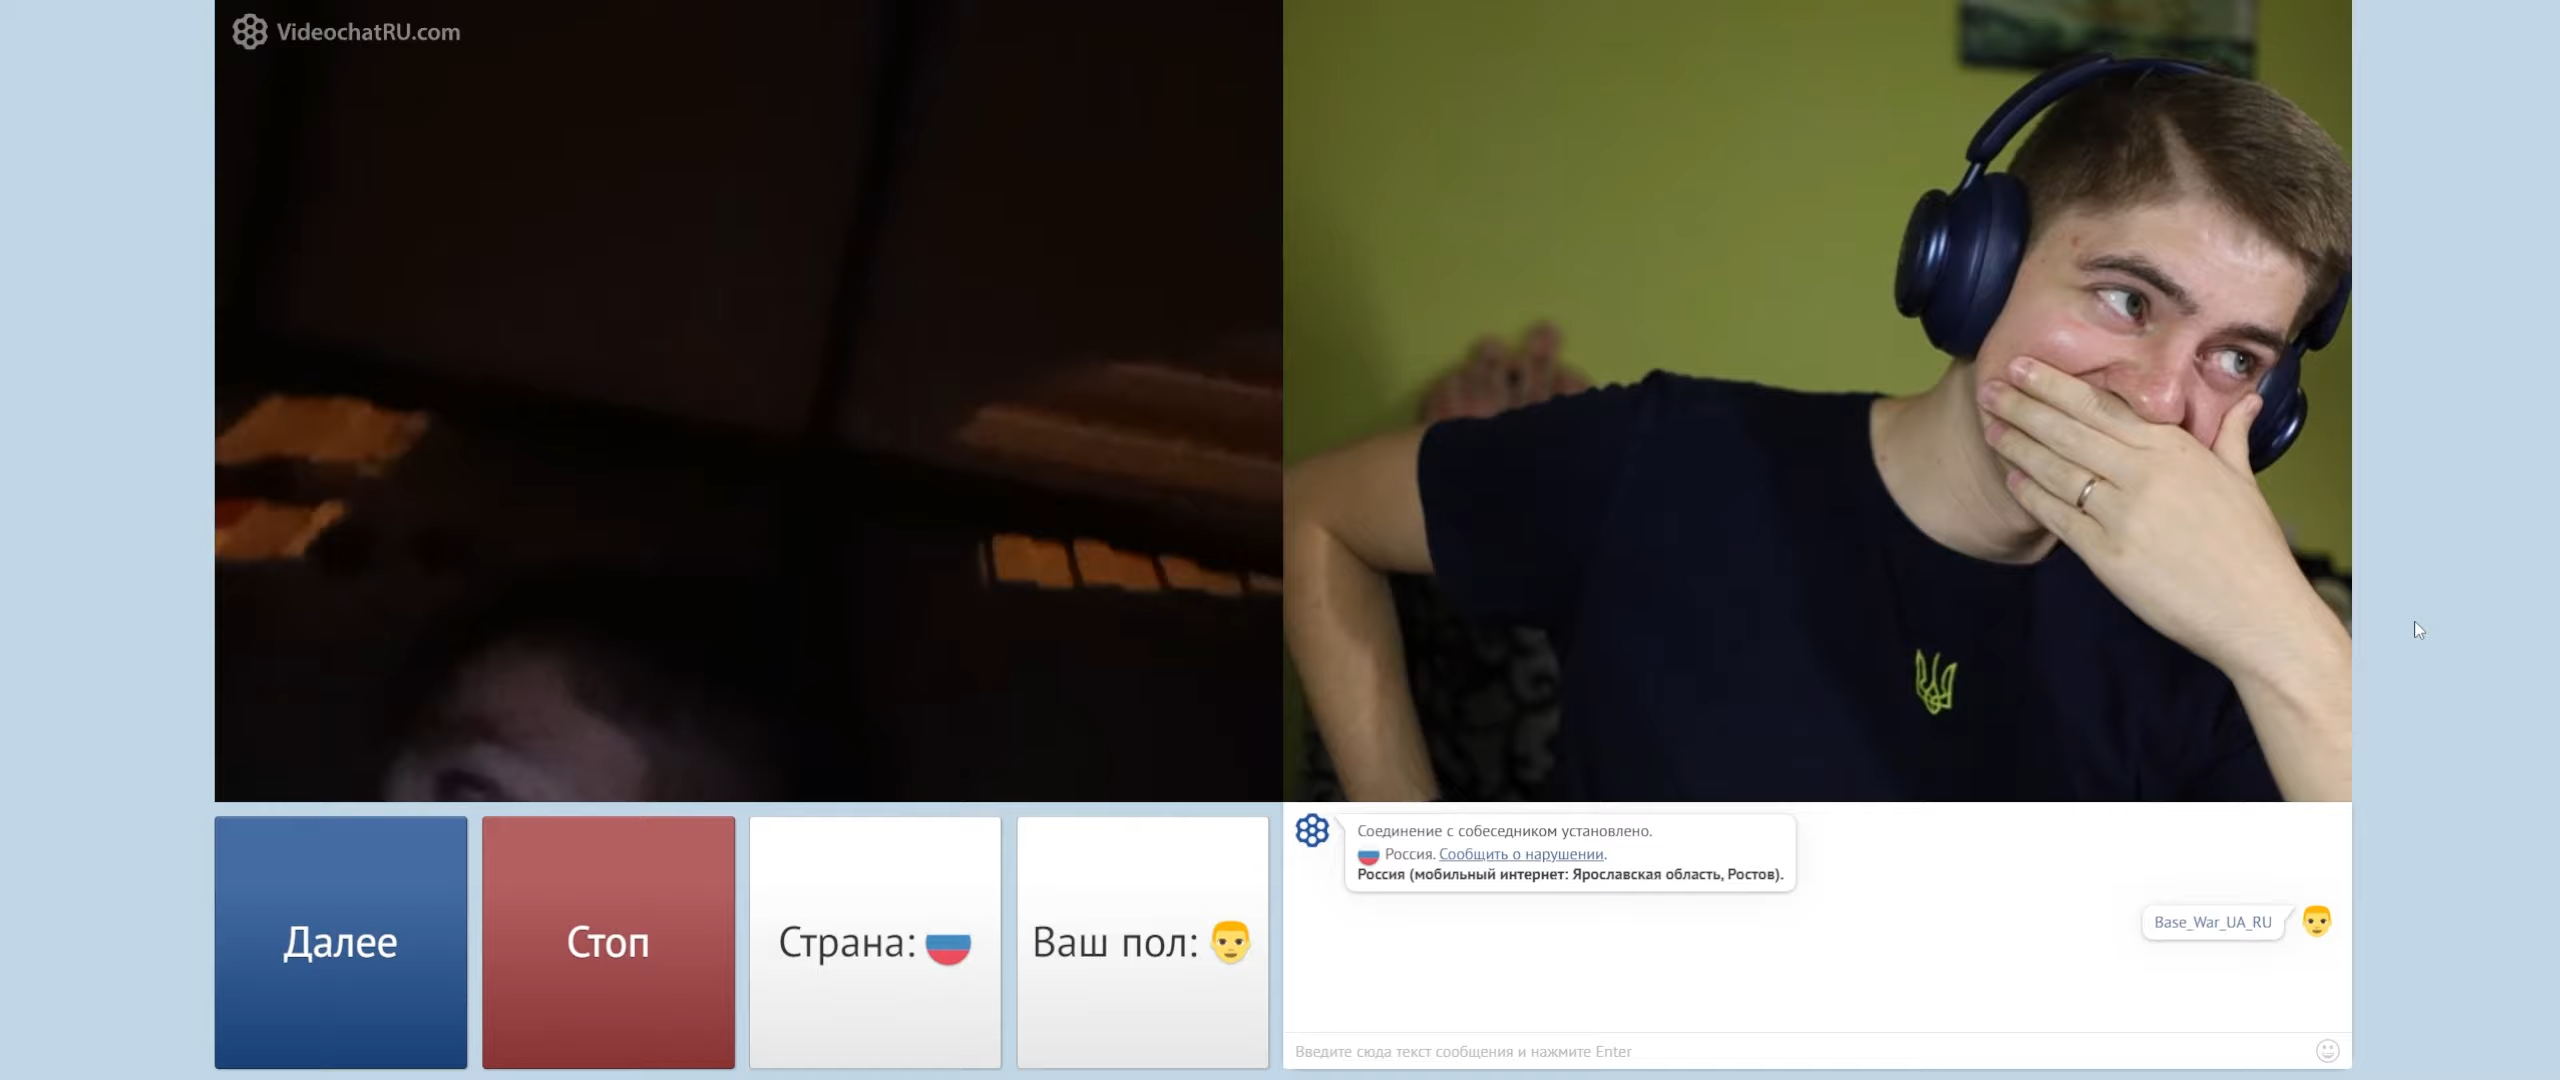 VideochatRU.com
Далее
Стоп
Страна:
Ваш пол:
Соединение с собеседником установлено.
Россия. Сообщить о нарушении.
Россия (мобильный интернет: Ярославская область, Ростов).
Base_War_UA_RU
Введите сюда текст сообщения и нажмите Enter